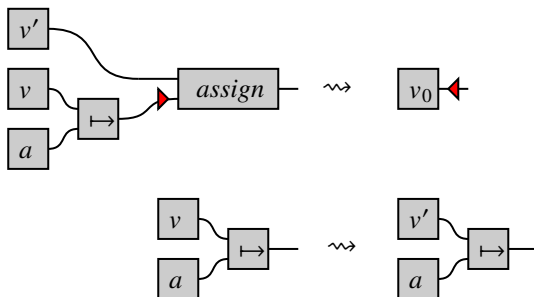 v′
v assign ⇝ v₀
↦
a
v ⇝ v′
↦ ↦
a a